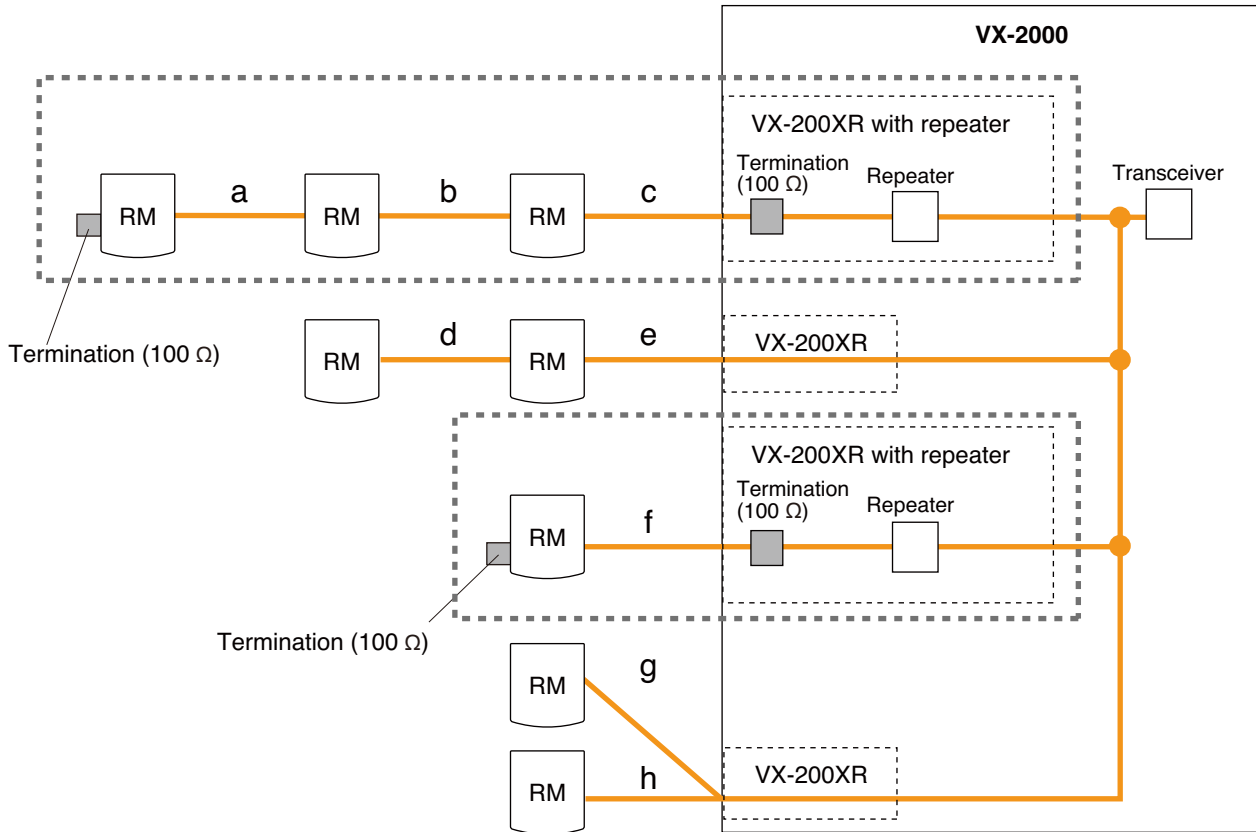 VX-2000
VX-200XR with repeater
Termination
(100 Ω)
Repeater
Transceiver
RM
a
RM
b
RM
c
Termination (100 Ω)
RM
d
RM
e
VX-200XR
VX-200XR with repeater
Termination
(100 Ω)
Repeater
RM
f
Termination (100 Ω)
RM
g
RM
h
VX-200XR